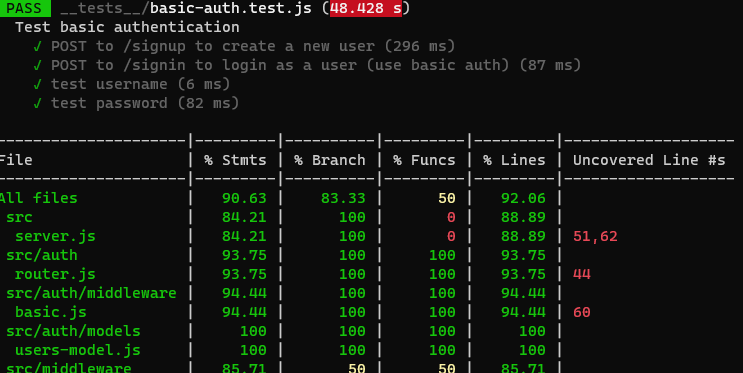 PASS __tests__/basic-auth.test.js (48.428 s)
Test basic authentication
√ POST to /signup to create a new user (296 ms)
√ POST to /signin to login as a user (use basic auth) (87 ms)
√ test username (6 ms)
√ test password (82 ms)
---------------------|---------|----------|---------|---------|-------------------
File | % Stmts | % Branch | % Funcs | % Lines | Uncovered Line #s
---------------------|---------|----------|---------|---------|-------------------
All files | 90.63 | 83.33 | 50 | 92.06 |
src | 84.21 | 100 | 0 | 88.89 |
server.js | 84.21 | 100 | 0 | 88.89 | 51,62
src/auth | 93.75 | 100 | 100 | 93.75 |
router.js | 93.75 | 100 | 100 | 93.75 | 44
src/auth/middleware | 94.44 | 100 | 100 | 94.44 |
basic.js | 94.44 | 100 | 100 | 94.44 | 60
src/auth/models | 100 | 100 | 100 | 100 |
users-model.js | 100 | 100 | 100 | 100 |
src/middleware | 85.71 | 50 | 50 | 85.71 |